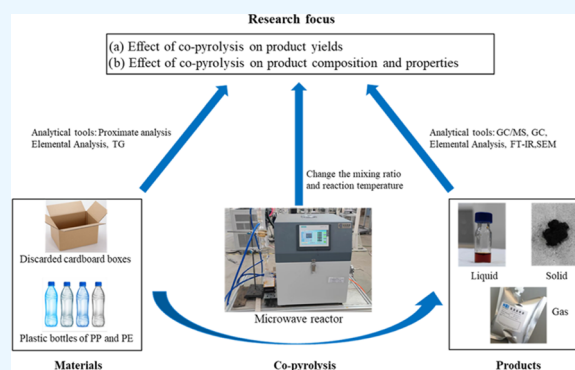 Research focus
(a) Effect of co-pyrolysis on product yields
(b) Effect of co-pyrolysis on product composition and properties
Analytical tools: Proximate analysis
Elemental Analysis, TG
Change the mixing ratio
and reaction temperature
Analytical tools: GC/MS, GC,
Elemental Analysis, FT-IR,SEM
Discarded cardboard boxes
Plastic bottles of PP and PE
Materials
Microwave reactor
Co-pyrolysis
Liquid
Solid
Gas
Products